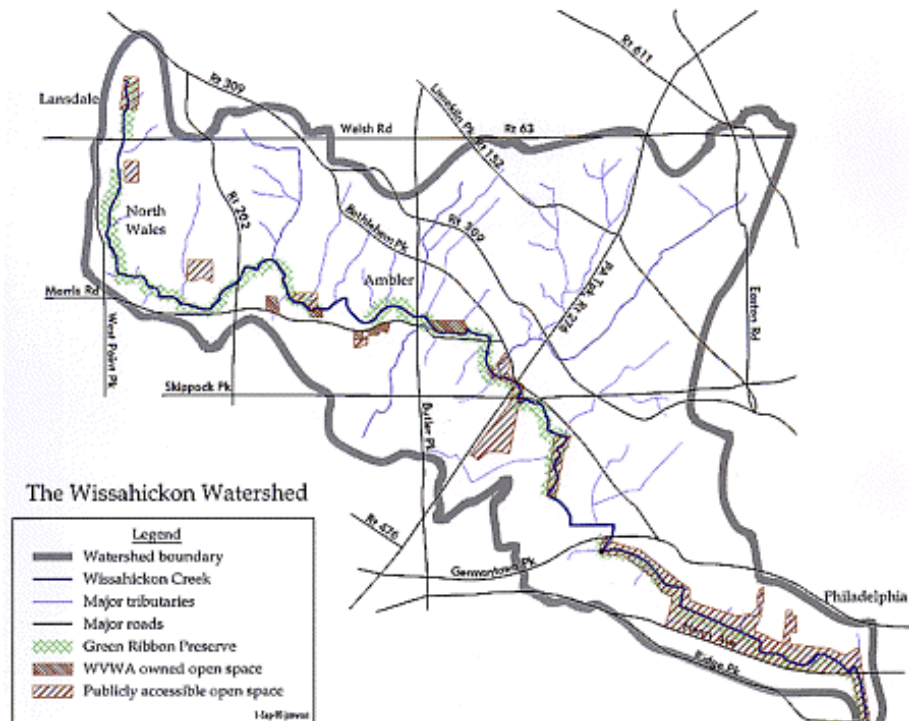 Rt 611
Rt 309
Lansdale
Limekiln Pk
Welsh Rd
Rt 63
Rt 152
Rt 202
North
Wales
Bethlehem Pk
Rt 309
Ambler
PA Tpk Rt 276
Morris Rd
Easton Rd
West Point Pk
Skippack Pk
Butler Pk
The Wissahickon Watershed
Rt 476
Germantown Pk
Legend
Watershed boundary
Wissahickon Creek
Major tributaries
Major roads
Green Ribbon Preserve
WVWA owned open space
Publicly accessible open space
Philadelphia
Henry Ave
Ridge Pk